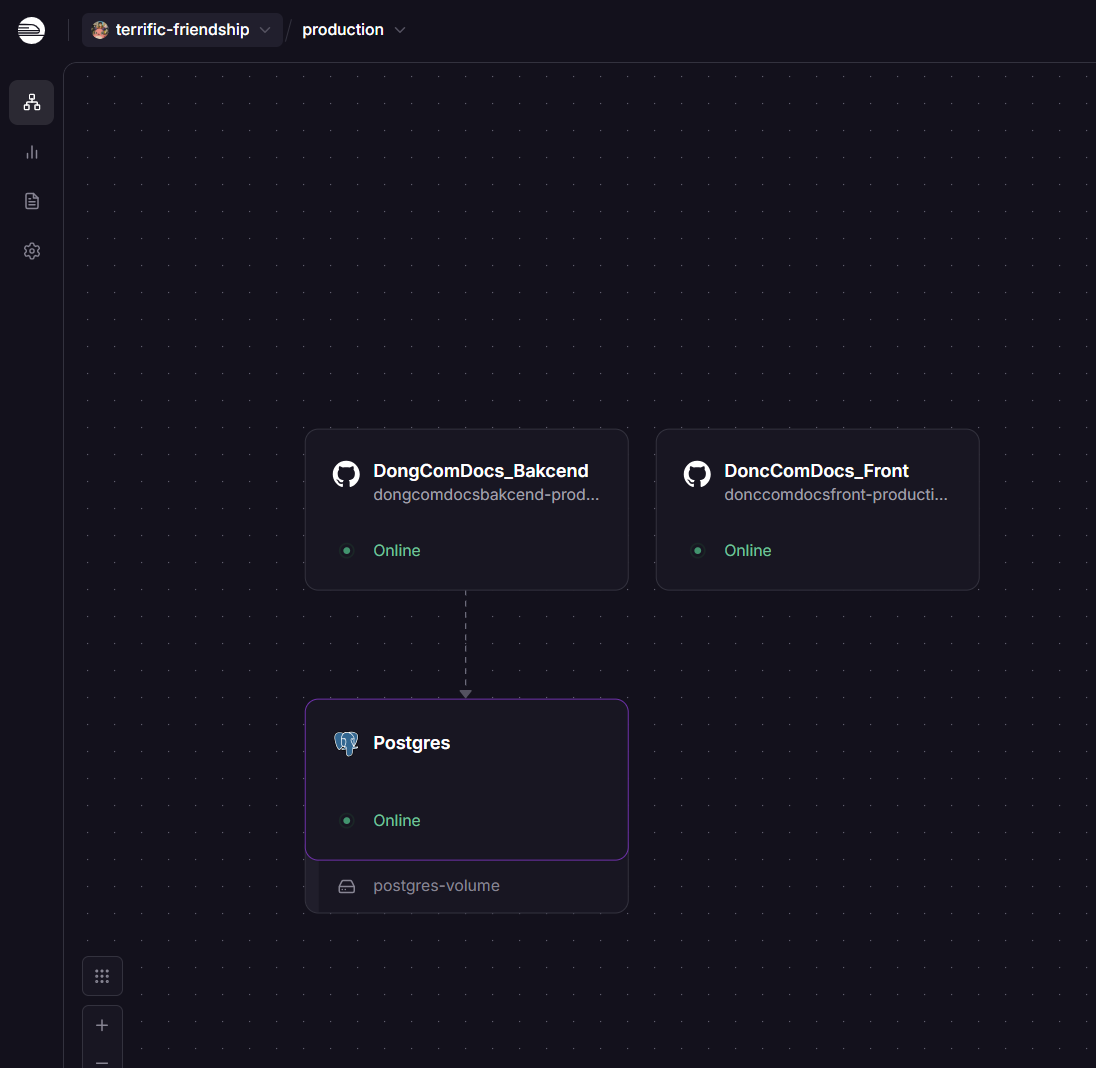 terrific-friendship / production
DongComDocs_Bakcend
dongcomdocsbakcend-prod...
Online
DoncComDocs_Front
donccomdocsfront-producti...
Online
Postgres
Online
postgres-volume